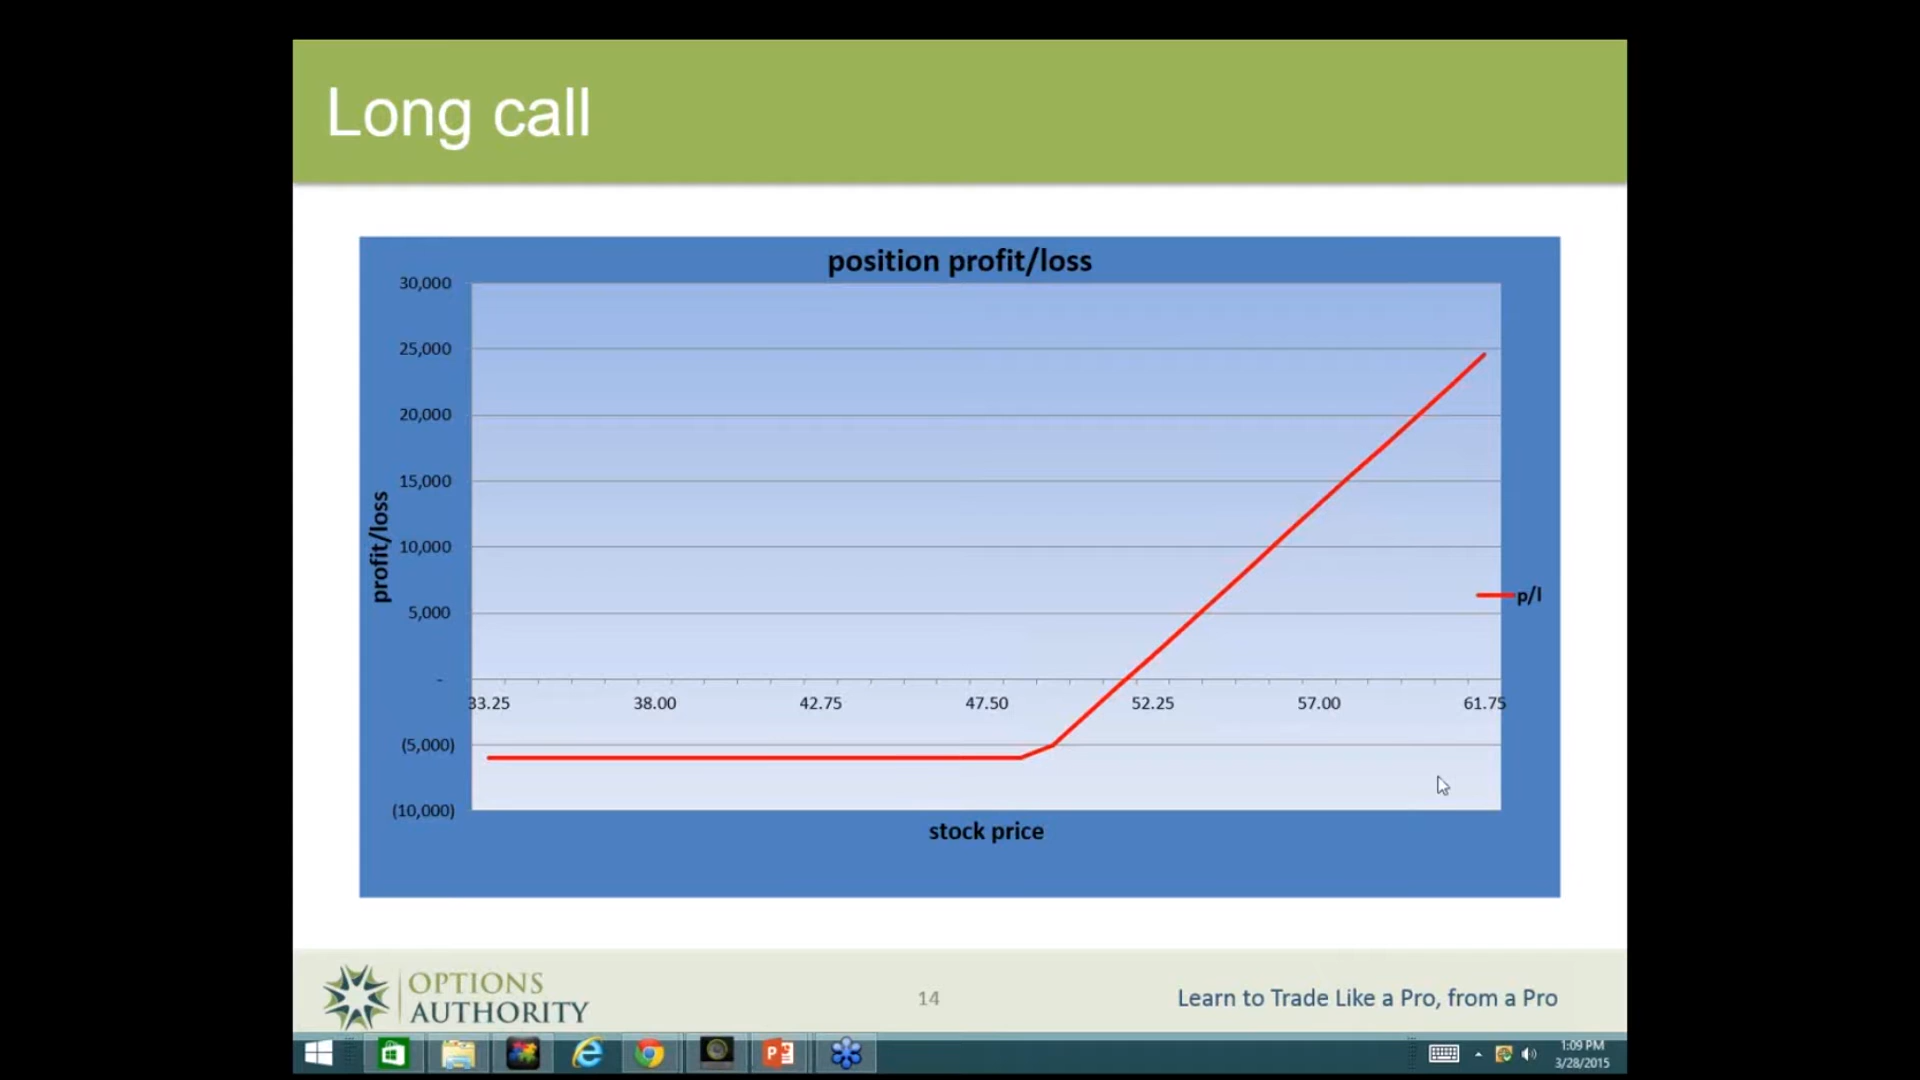 Long call
position profit/loss
30,000
25,000
20,000
15,000
10,000
5,000
-
(5,000)
(10,000)
profit/loss
33.25 38.00 42.75 47.50 52.25 57.00 61.75
p/l
stock price
OPTIONS
AUTHORITY
14
Learn to Trade Like a Pro, from a Pro
1:09 PM
3/28/2015